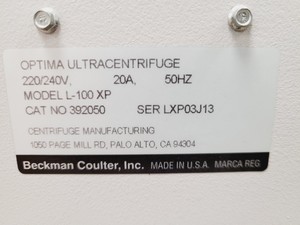 OPTIMA ULTRACENTRIFUGE
220/240V, 20A, 50HZ
MODEL L-100 XP
CAT NO 392050 SER LXP03J13
CENTRIFUGE MANUFACTURING
1050 PAGE MILL RD, PALO ALTO, CA 94304
Beckman Coulter, Inc. MADE IN U.S.A. MARCA REG.